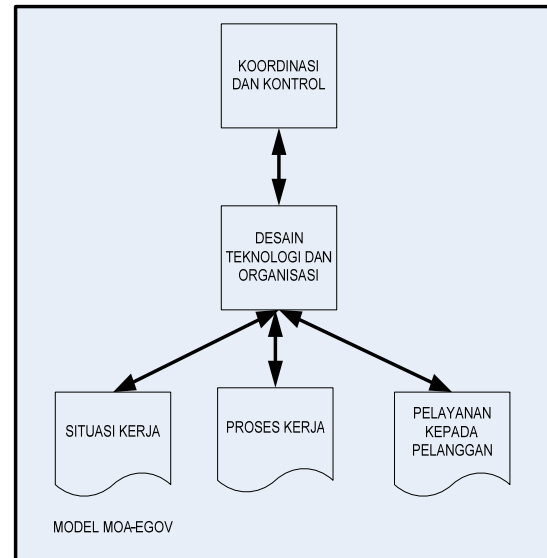 KOORDINASI
DAN KONTROL
DESAIN
TEKNOLOGI DAN
ORGANISASI
SITUASI KERJA
PROSES KERJA
PELAYANAN
KEPADA
PELANGGAN
MODEL MOA-EGOV